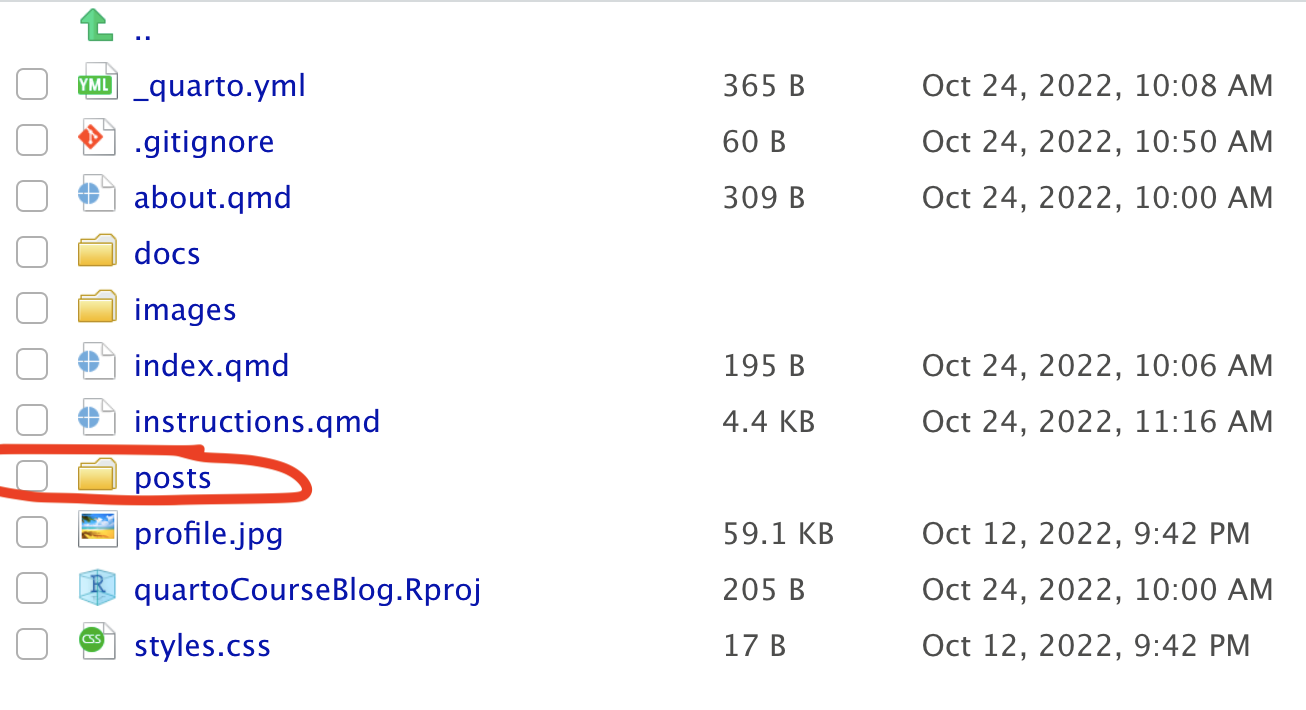 ..
YML _quarto.yml 365 B Oct 24, 2022, 10:08 AM
.gitignore 60 B Oct 24, 2022, 10:50 AM
about.qmd 309 B Oct 24, 2022, 10:00 AM
docs
images
index.qmd 195 B Oct 24, 2022, 10:06 AM
instructions.qmd 4.4 KB Oct 24, 2022, 11:16 AM
posts
profile.jpg 59.1 KB Oct 12, 2022, 9:42 PM
R quartoCourseBlog.Rproj 205 B Oct 24, 2022, 10:00 AM
CSS styles.css 17 B Oct 12, 2022, 9:42 PM